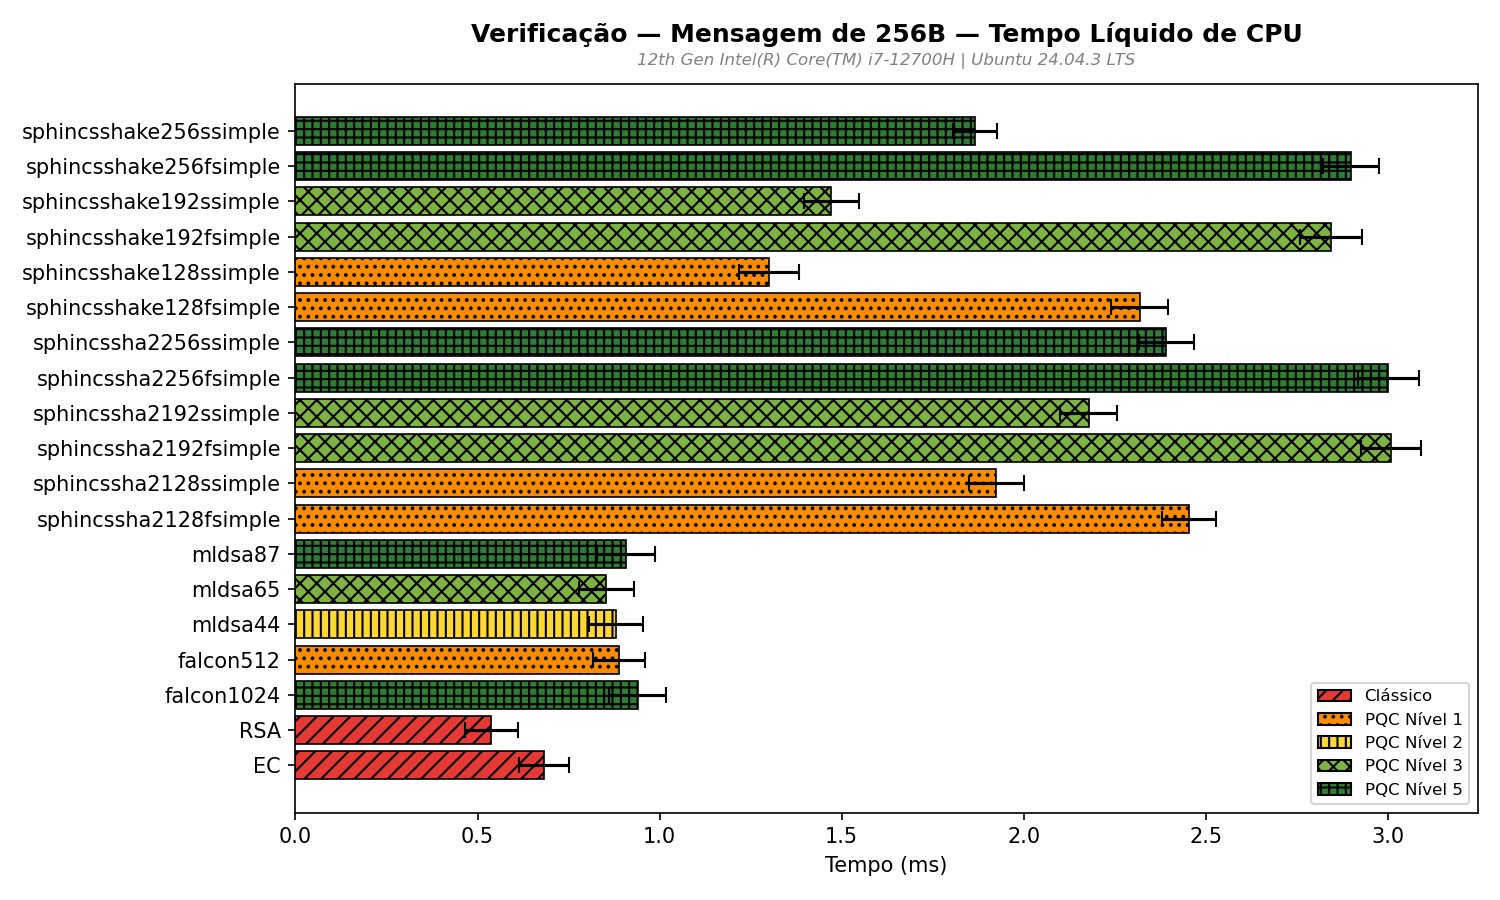 Verificação — Mensagem de 256B — Tempo Líquido de CPU
12th Gen Intel(R) Core(TM) i7-12700H | Ubuntu 24.04.3 LTS
sphincsshake256ssimple
sphincsshake256fsimple
sphincsshake192ssimple
sphincsshake192fsimple
sphincsshake128ssimple
sphincsshake128fsimple
sphincssha2256ssimple
sphincssha2256fsimple
sphincssha2192ssimple
sphincssha2192fsimple
sphincssha2128ssimple
sphincssha2128fsimple
mldsa87
mldsa65
mldsa44
falcon512
falcon1024
RSA
EC
Clássico
PQC Nível 1
PQC Nível 2
PQC Nível 3
PQC Nível 5
0.0 0.5 1.0 1.5 2.0 2.5 3.0
Tempo (ms)